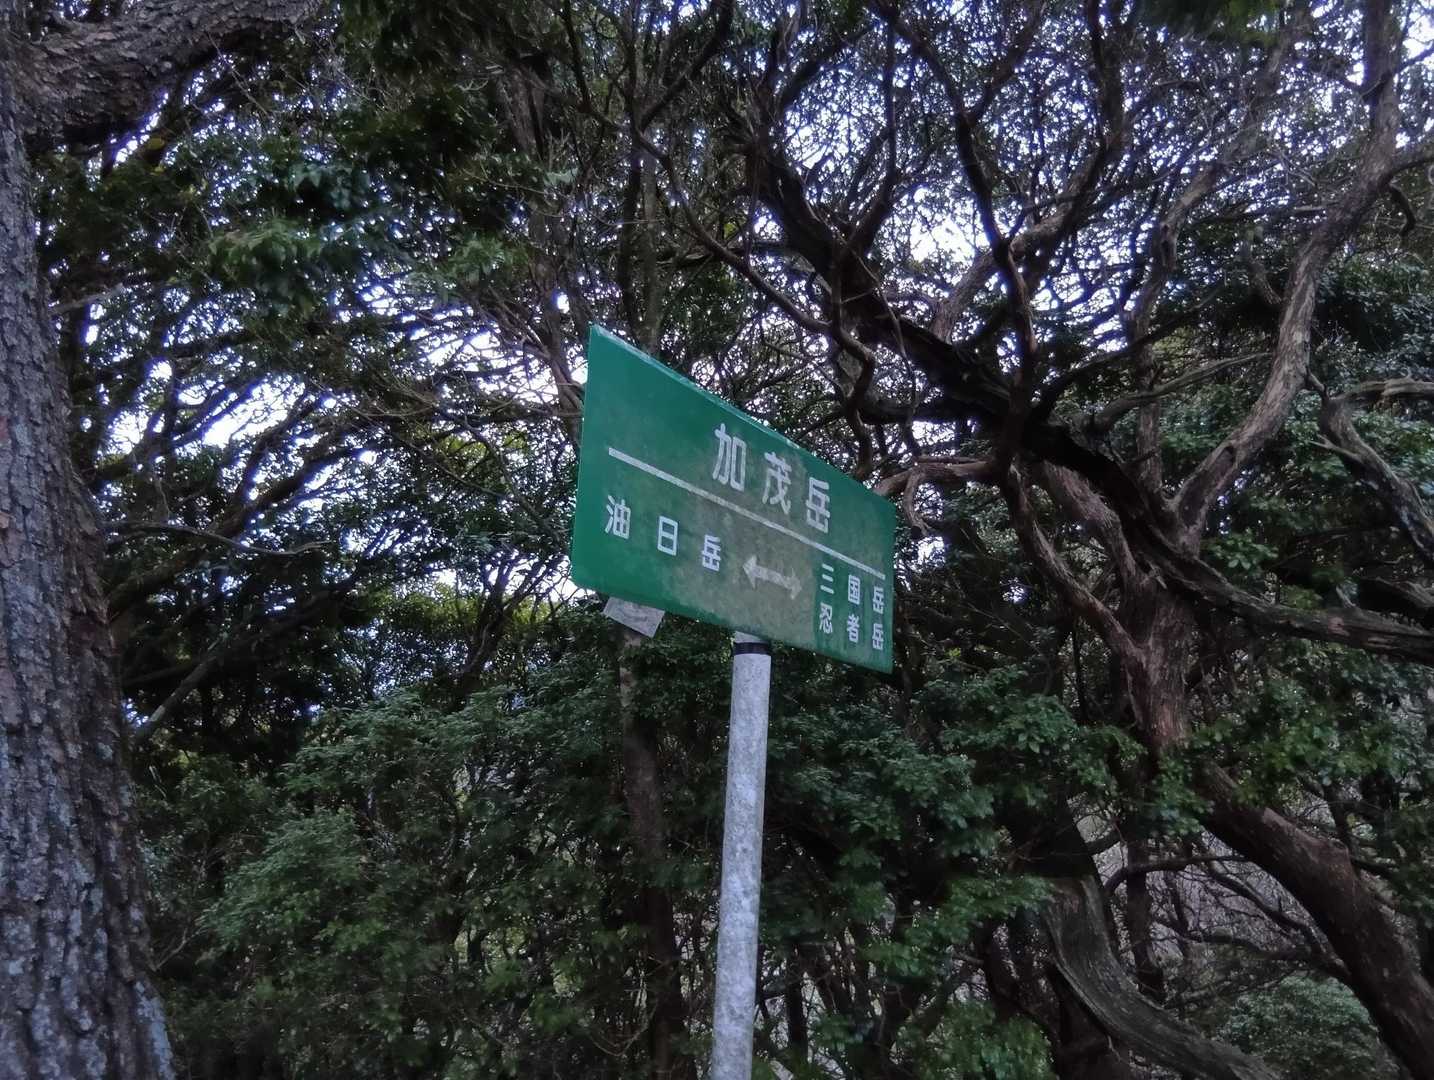 加茂岳
油日岳 ←→ 三国岳
忍者岳